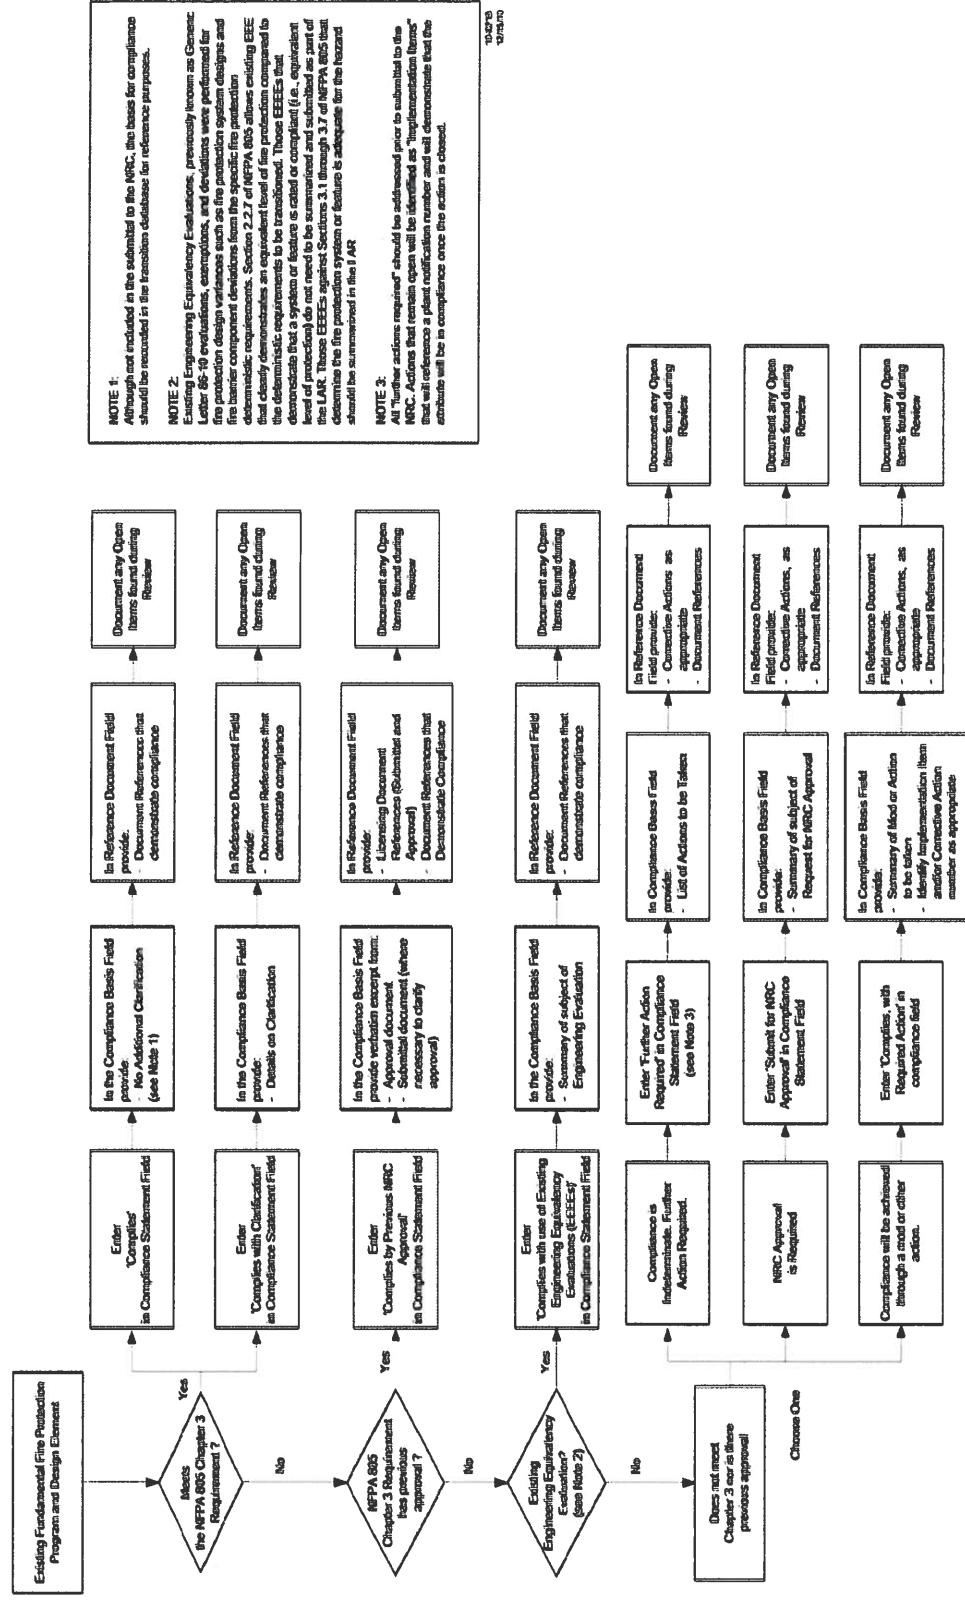 Existing Fundamental Fire Protection
Program and Design Element
Meets
the NFPA 805 Chapter 3
Requirement ?
Yes
No
Enter
'Complies'
in Compliance Statement Field
In the Compliance Basis Field
provide:
- No Additional Clarification
(see Note 1)
In Reference Document Field
provide:
- Document References that
demonstrate compliance
Document any Open
Items found during
Review
Enter
'Complies with Clarification'
in Compliance Statement Field
In the Compliance Basis Field
provide:
- Details on Clarification
In Reference Document Field
provide:
- Document References that
demonstrate compliance
Document any Open
Items found during
Review
NFPA 805
Chapter 3 Requirement
has previous
approval ?
Yes
No
Enter
'Complies by Previous NRC
Approval'
in Compliance Statement Field
In the Compliance Basis Field
provide verbatim excerpt from:
- Approval document
- Submittal document (where
necessary to clarify
approval)
In Reference Document Field
provide:
- Licensing Document
References (Submittal and
Approval)
- Document References that
Demonstrate Compliance
Document any Open
Items found during
Review
Existing
Engineering Equivalency
Evaluation?
(see Note 2)
Yes
No
Enter
'Complies with use of Existing
Engineering Equivalency
Evaluations (EEEEs)'
in Compliance Statement Field
In the Compliance Basis Field
provide:
- Summary of subject of
Engineering Evaluation
In Reference Document Field
provide:
- Document References that
demonstrate compliance
Document any Open
Items found during
Review
Does not meet
Chapter 3 nor is there
previous approval
Choose One
Compliance is
Indeterminate. Further
Action Required.
Enter 'Further Action
Required' in Compliance
Statement Field
(see Note 3)
In Compliance Basis Field
provide:
- List of Actions to be Taken
In Reference Document
Field provide:
- Corrective Actions as
appropriate
- Document References
Document any Open
Items found during
Review
NRC Approval
is Required
Enter 'Submit for NRC
Approval' in Compliance
Statement Field
In Compliance Basis Field
provide:
- Summary of subject of
Request for NRC Approval
In Reference Document
Field provide:
- Corrective Actions, as
appropriate
- Document References
Document any Open
Items found during
Review
Compliance will be achieved
through a mod or other
action.
Enter 'Complies, with
Required Action' in
compliance field
In Compliance Basis Field
provide:
- Summary of Mod or Action
to be taken
- Identify Implementation Item
and/or Corrective Action
number as appropriate
In Reference Document
Field provide:
- Corrective Actions, as
appropriate
- Document References
Document any Open
Items found during
Review
NOTE 1:
Although not included in the submittal to the NRC, the basis for compliance
should be recorded in the transition database for reference purposes.
NOTE 2:
Existing Engineering Equivalency Evaluations, previously known as Generic
Letter 86-10 evaluations, exemptions, and deviations were performed for
fire protection design variances such as fire protection system designs and
fire barrier component deviations from the specific fire protection
deterministic requirements. Section 2.2.7 of NFPA 805 allows existing EEE
that clearly demonstrates an equivalent level of fire protection compared to
the deterministic requirements to be transitioned. Those EEEEs that
demonstrate that a system or feature is rated or compliant (i.e., equivalent
level of protection) do not need to be summarized and submitted as part of
the LAR. Those EEEEs against Sections 3.1 through 3.7 of NFPA 805 that
determine the fire protection system or feature is adequate for the hazard
should be summarized in the LAR
NOTE 3:
All "further actions required" should be addressed prior to submittal to the
NRC. Actions that remain open will be identified as "Implementation Items"
that will reference a plant notification number and will demonstrate that the
attribute will be in compliance once the action is closed.
12/15/10